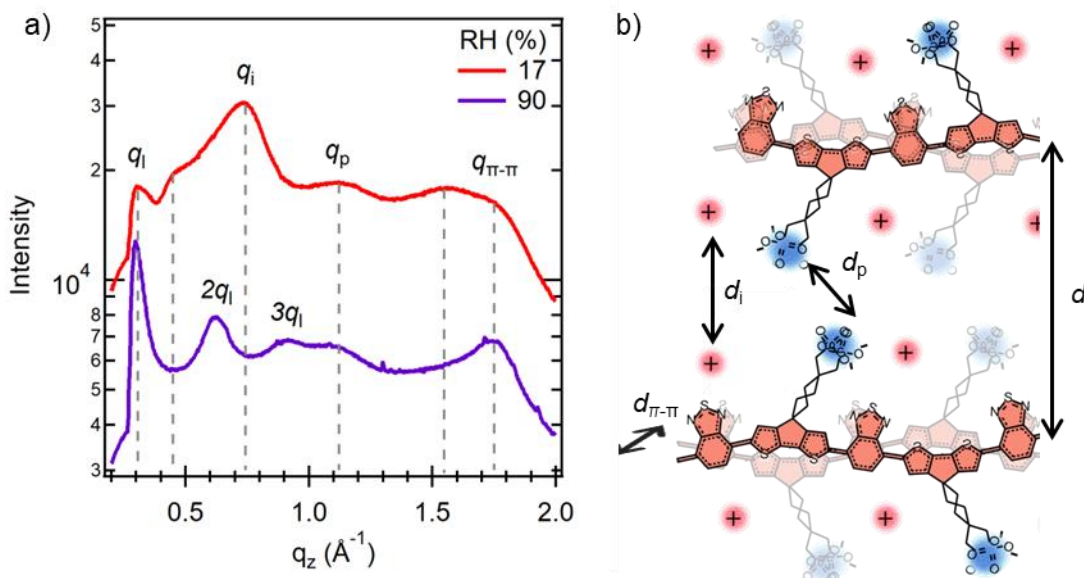 a)
RH (%)
17
90
q_l
q_i
q_p
q_π-π
2q_l
3q_l
Intensity
5
4
3
2
10^4
8
7
6
5
4
3
0.5
1.0
1.5
2.0
q_z (Å^-1)
b)
+ + + + + + + + + + +
S N N S S O O
d_i
d_p
d
d_π-π